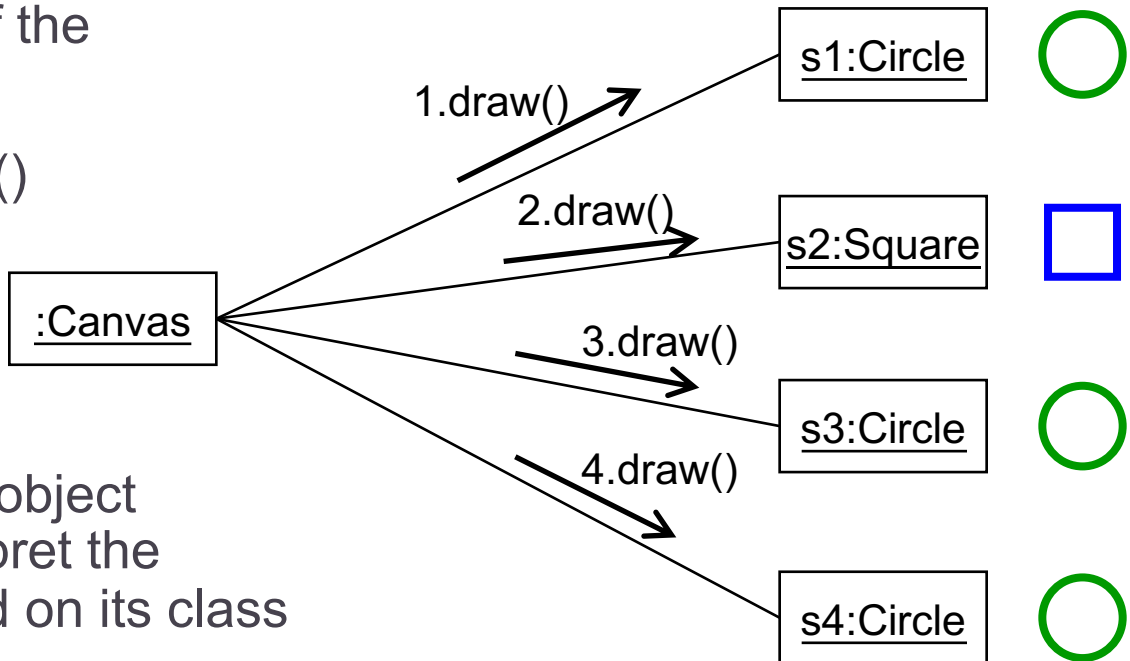 the
()
object
the
on its class
:Canvas
1.draw()
2.draw()
3.draw()
4.draw()
s1:Circle
s2:Square
s3:Circle
s4:Circle